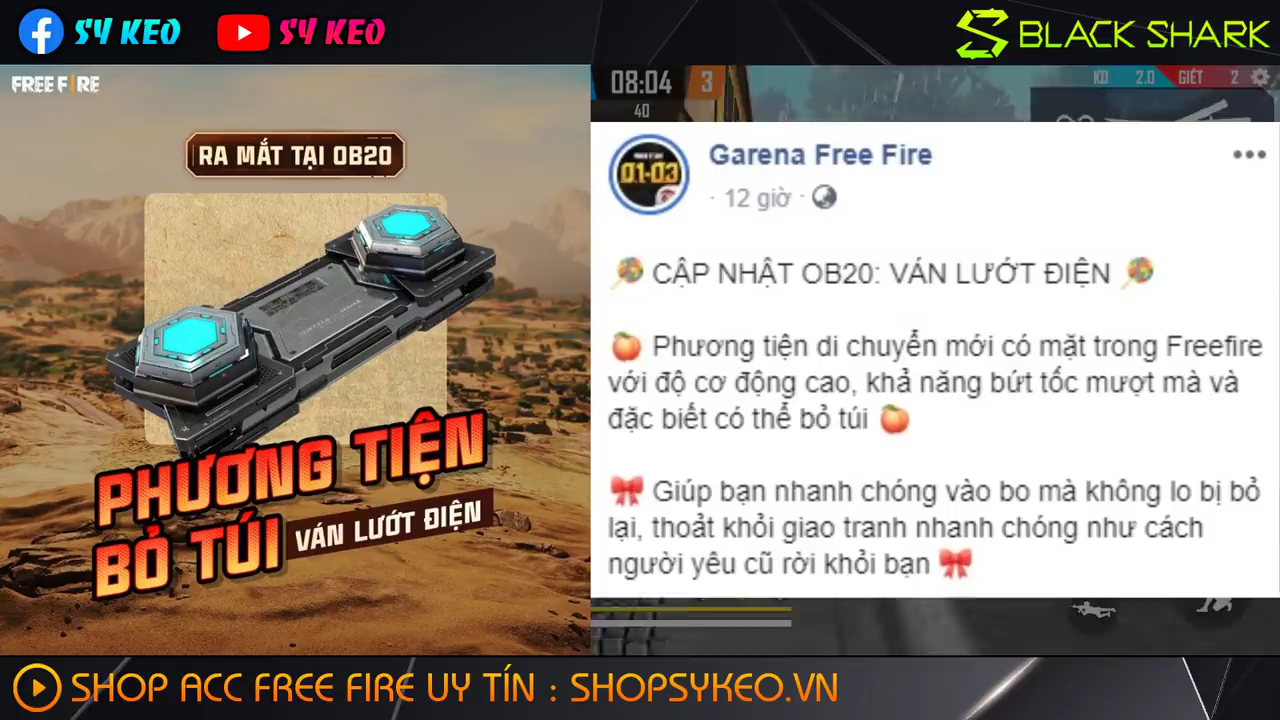 SY KEO
SY KEO
BLACK SHARK
FREE FIRE
RA MẮT TẠI OB20
PHƯƠNG TIỆN
BỎ TÚI
VÁN LƯỚT ĐIỆN
08:04
3
KO 2.0 GIẾT 2
40
01-03
Garena Free Fire
· 12 giờ ·
CẬP NHẬT OB20: VÁN LƯỚT ĐIỆN
Phương tiện di chuyển mới có mặt trong Freefire
với độ cơ động cao, khả năng bứt tốc mượt mà và
đặc biết có thể bỏ túi
Giúp bạn nhanh chóng vào bo mà không lo bị bỏ
lại, thoảt khỏi giao tranh nhanh chóng như cách
người yêu cũ rời khỏi bạn
SHOP ACC FREE FIRE UY TÍN : SHOPSYKEO.VN